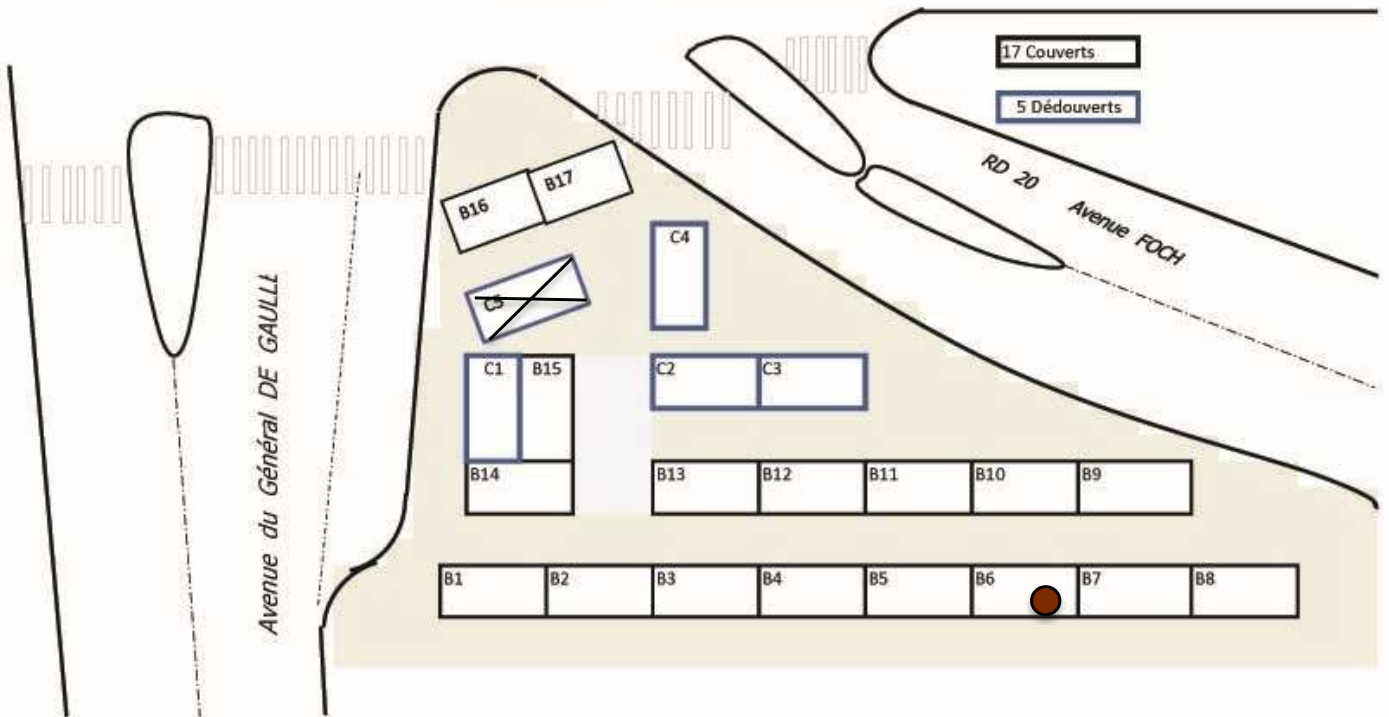 17 Couverts
5 Dédouverts
RD 20 Avenue FOCH
Avenue du Général DE GAULLL
B16
B17
C4
C5
C1
B15
C2
C3
B14
B13
B12
B11
B10
B9
B1
B2
B3
B4
B5
B6
B7
B8